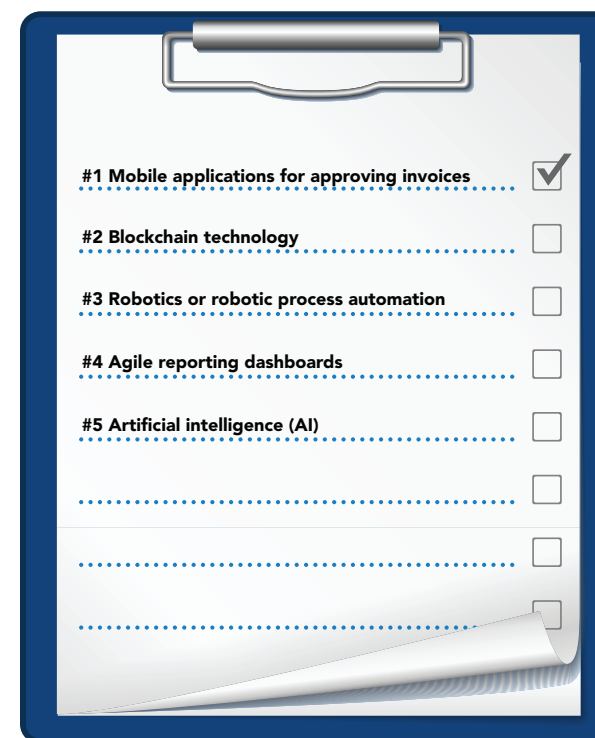 #1 Mobile applications for approving invoices
#2 Blockchain technology
#3 Robotics or robotic process automation
#4 Agile reporting dashboards
#5 Artificial intelligence (AI)